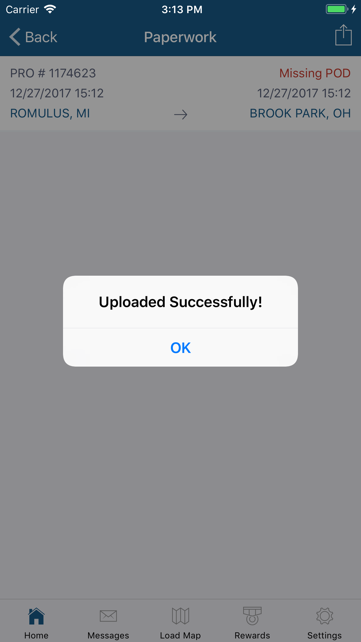 Carrier 3:13 PM
Back Paperwork
PRO # 1174623 Missing POD
12/27/2017 15:12 12/27/2017 15:12
ROMULUS, MI → BROOK PARK, OH
Uploaded Successfully!
OK
Home Messages Load Map Rewards Settings